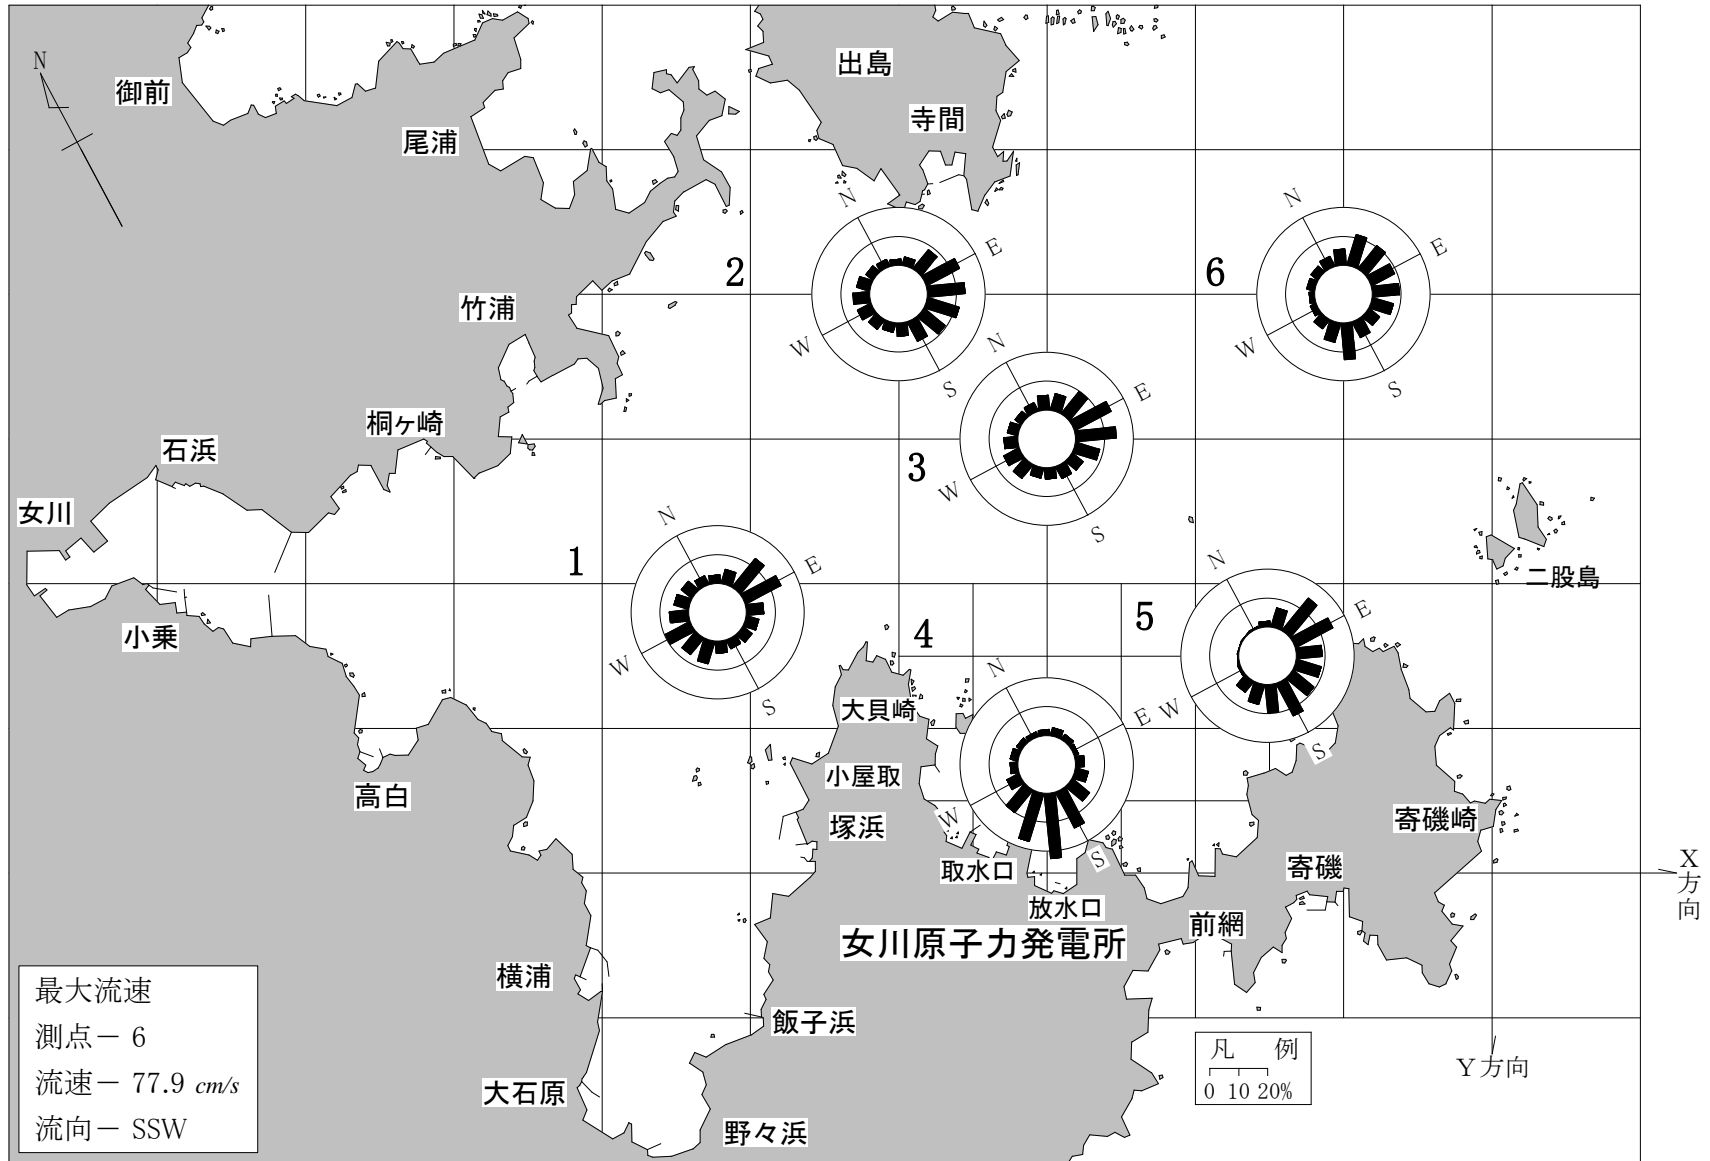 N
御前
尾浦
出島
寺間
N
E
W
S
2
N
E
W
S
6
竹浦
N
E
W
S
3
桐ヶ崎
石浜
女川
小乗
N
E
W
S
1
二股島
N
E
W
S
5
4
N
E
W
S
大貝崎
小屋取
塚浜
高白
取水口
放水口
女川原子力発電所
寄磯崎
寄磯
前網
X方向
横浦
飯子浜
大石原
野々浜
最大流速
測点－ 6
流速－ 77.9 cm/s
流向－ SSW
凡 例
0 10 20%
Y方向